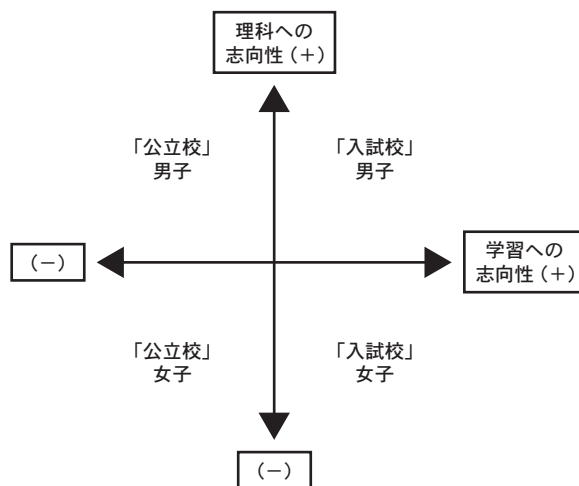 理科への
志向性（＋）
「公立校」
男子
「入試校」
男子
（－）
学習への
志向性（＋）
「公立校」
女子
「入試校」
女子
（－）